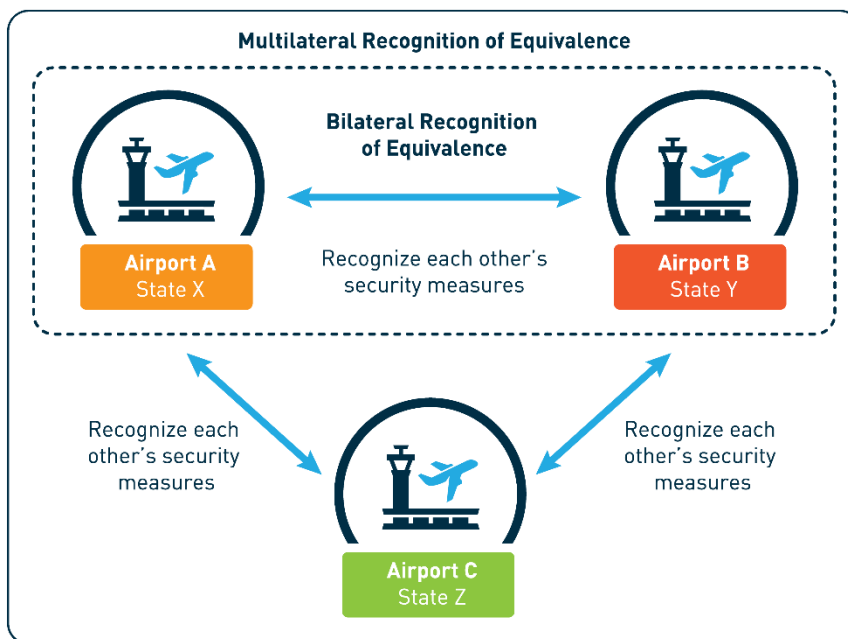 Multilateral Recognition of Equivalence
Bilateral Recognition
of Equivalence
Airport A
State X
Recognize each other's
security measures
Airport B
State Y
Recognize each
other's security
measures
Recognize each
other's security
measures
Airport C
State Z